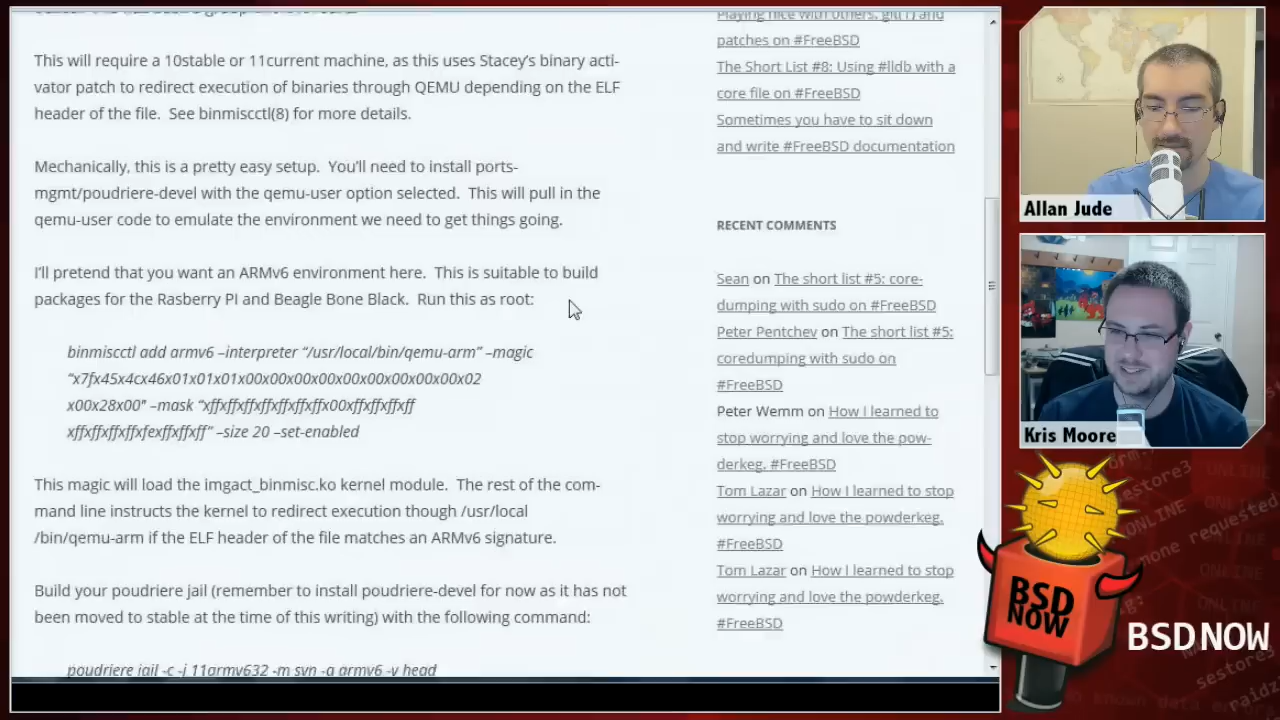 This will require a 10stable or 11current machine, as this uses Stacey's binary acti-
vator patch to redirect execution of binaries through QEMU depending on the ELF
header of the file.  See binmiscctl(8) for more details.
Mechanically, this is a pretty easy setup.  You'll need to install ports-
mgmt/poudriere-devel with the qemu-user option selected.  This will pull in the
qemu-user code to emulate the environment we need to get things going.
I'll pretend that you want an ARMv6 environment here.  This is suitable to build
packages for the Rasberry PI and Beagle Bone Black.  Run this as root:
binmiscctl add armv6 –interpreter "/usr/local/bin/qemu-arm" –magic
"x7fx45x4cx46x01x01x01x00x00x00x00x00x00x00x00x00x02
x00x28x00″ –mask "xffxffxffxffxffxffxffx00xffxffxffxff
xffxffxffxffxfexffxffxff" –size 20 –set-enabled
This magic will load the imgact_binmisc.ko kernel module.  The rest of the com-
mand line instructs the kernel to redirect execution though /usr/local
/bin/qemu-arm if the ELF header of the file matches an ARMv6 signature.
Build your poudriere jail (remember to install poudriere-devel for now as it has not
been moved to stable at the time of this writing) with the following command:
poudriere jail -c -j 11armv632 -m svn -a armv6 -v head
Playing nice with others, git(1) and
patches on #FreeBSD
The Short List #8: Using #lldb with a
core file on #FreeBSD
Sometimes you have to sit down
and write #FreeBSD documentation
RECENT COMMENTS
Sean on The short list #5: core-
dumping with sudo on #FreeBSD
Peter Pentchev on The short list #5:
coredumping with sudo on
#FreeBSD
Peter Wemm on How I learned to
stop worrying and love the pow-
derkeg, #FreeBSD
Tom Lazar on How I learned to stop
worrying and love the powderkeg,
#FreeBSD
Tom Lazar on How I learned to stop
worrying and love the powderkeg,
#FreeBSD
Allan Jude
Kris Moore
BSD
NOW
BSD NOW